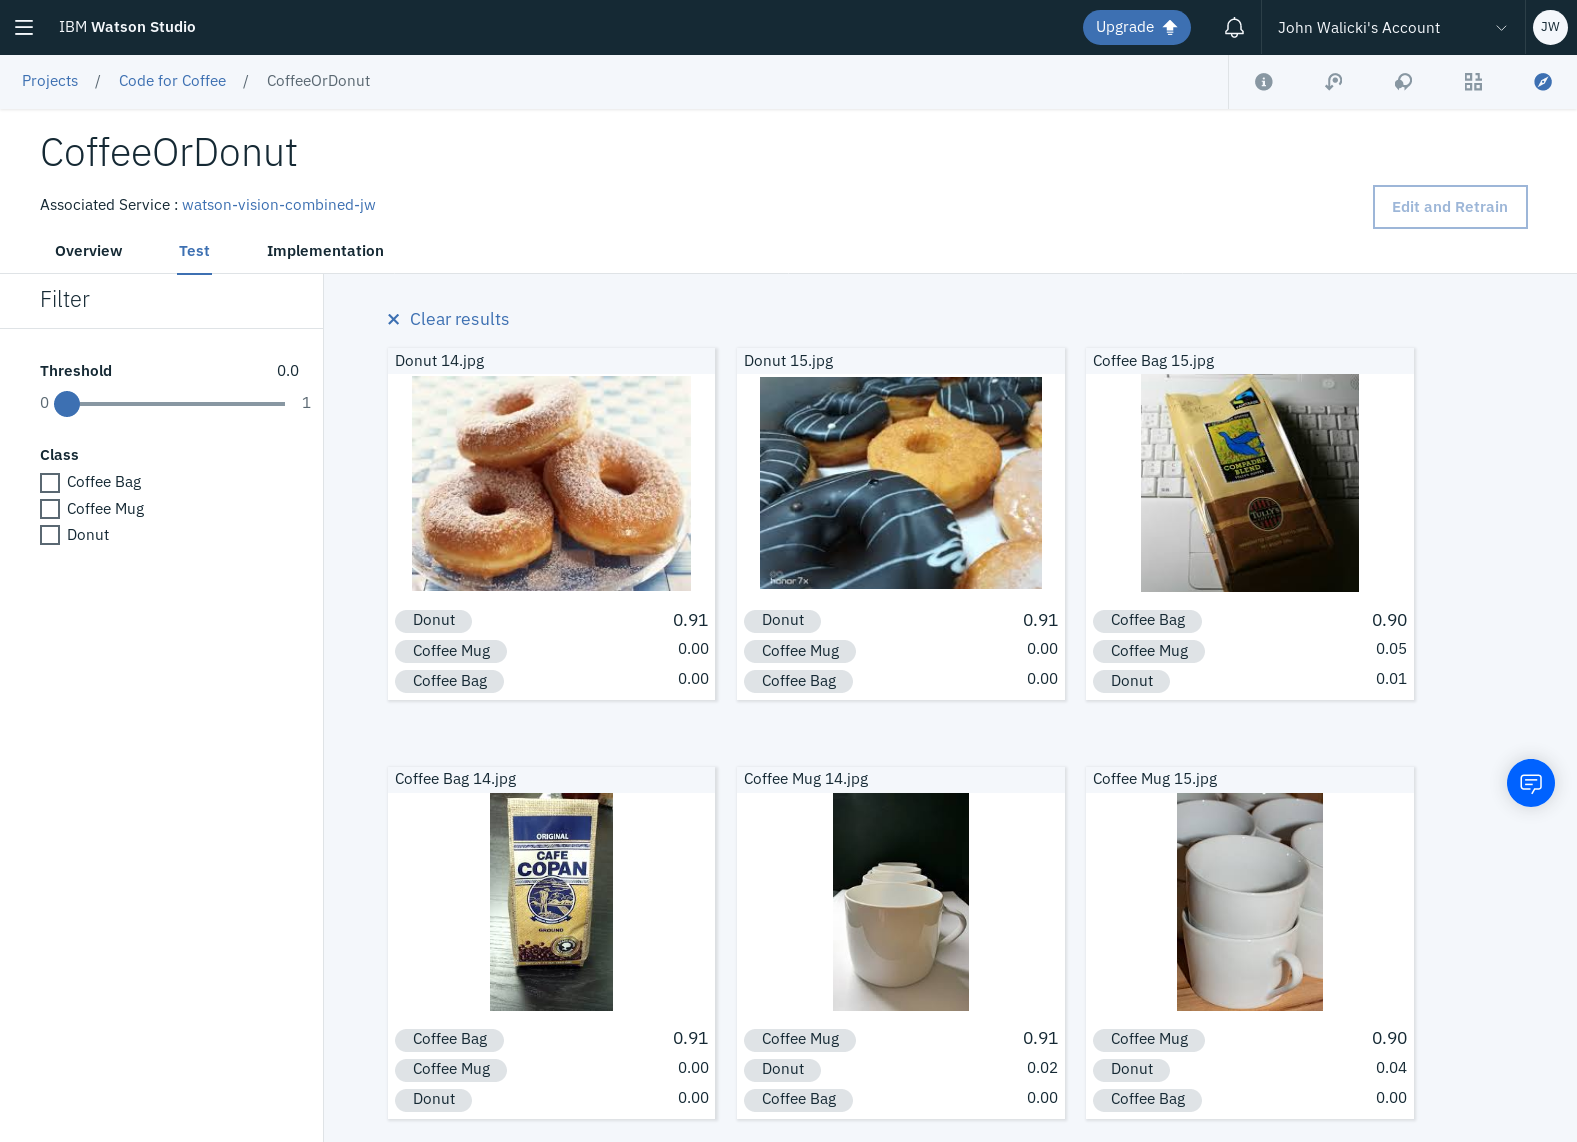 IBM Watson Studio
Upgrade
John Walicki's Account
JW
Projects / Code for Coffee / CoffeeOrDonut
CoffeeOrDonut
Associated Service : watson-vision-combined-jw
Edit and Retrain
Overview
Test
Implementation
Filter
Threshold 0.0
0 1
Class
Coffee Bag
Coffee Mug
Donut
Clear results
Donut 14.jpg
Donut 0.91
Coffee Mug 0.00
Coffee Bag 0.00
Donut 15.jpg
honor 7x
Donut 0.91
Coffee Mug 0.00
Coffee Bag 0.00
Coffee Bag 15.jpg
COMPADRE
BLEND
TULLY'S
Coffee Bag 0.90
Coffee Mug 0.05
Donut 0.01
Coffee Bag 14.jpg
ORIGINAL
CAFE
COPAN
GROUND
Coffee Bag 0.91
Coffee Mug 0.00
Donut 0.00
Coffee Mug 14.jpg
Coffee Mug 0.91
Donut 0.02
Coffee Bag 0.00
Coffee Mug 15.jpg
Coffee Mug 0.90
Donut 0.04
Coffee Bag 0.00